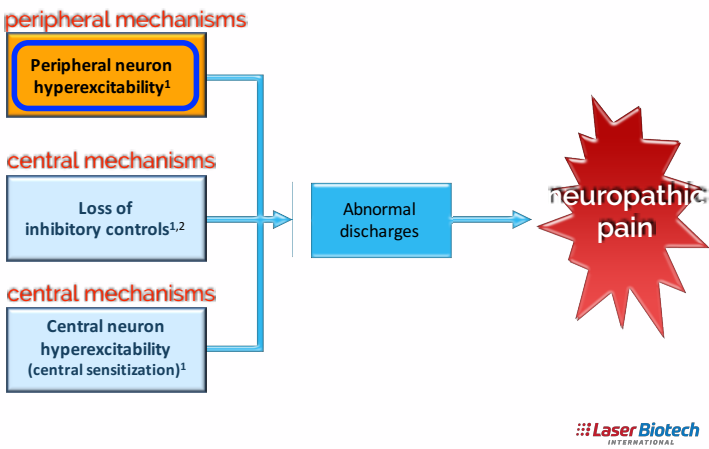 peripheral mechanisms
Peripheral neuron
hyperexcitability¹
central mechanisms
Loss of
inhibitory controls¹,²
Abnormal
discharges
neuropathic
pain
central mechanisms
Central neuron
hyperexcitability
(central sensitization)¹
Laser Biotech
INTERNATIONAL